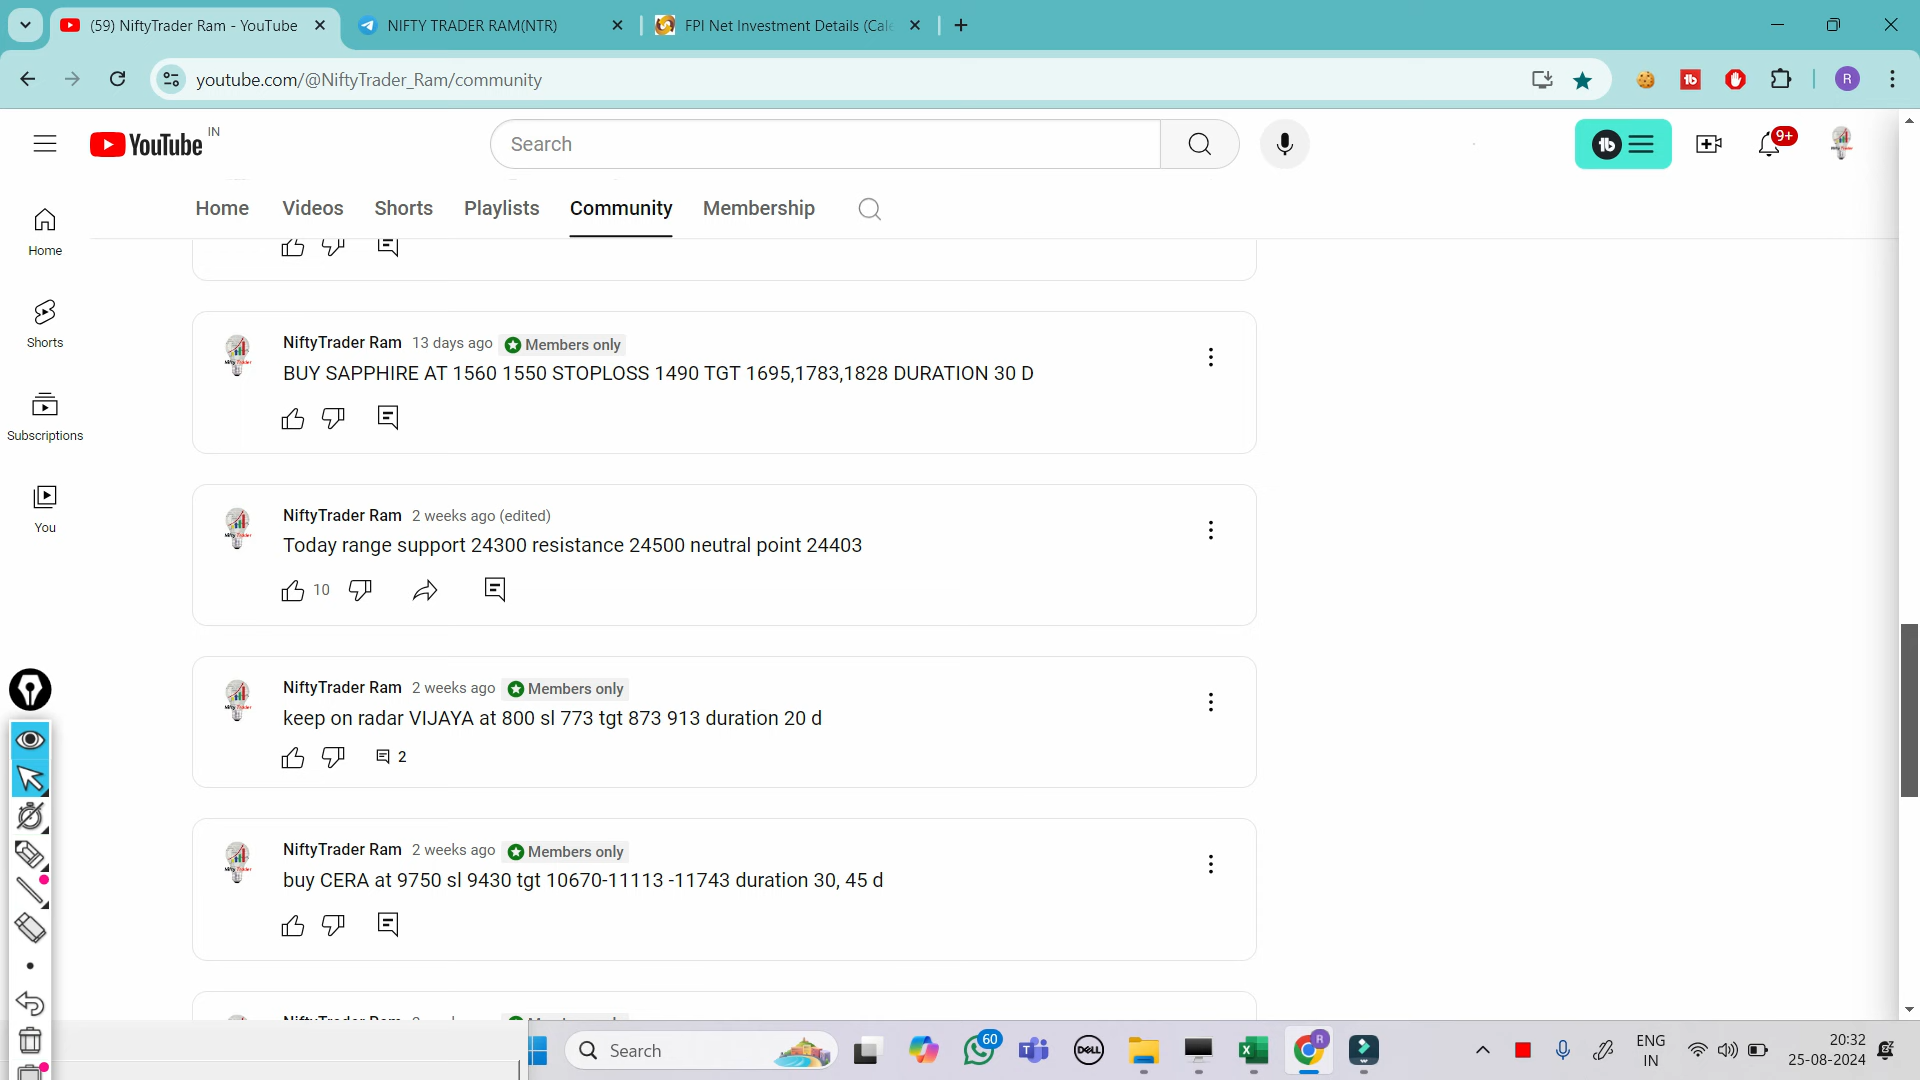 (59) NiftyTrader Ram - YouTube
NIFTY TRADER RAM(NTR)
FPI Net Investment Details (Cale
youtube.com/@NiftyTrader_Ram/community
R
YouTube IN
Search
9+
Home Videos Shorts Playlists Community Membership
Home
Shorts
Subscriptions
You
NiftyTrader Ram 13 days ago Members only
BUY SAPPHIRE AT 1560 1550 STOPLOSS 1490 TGT 1695,1783,1828 DURATION 30 D
NiftyTrader Ram 2 weeks ago (edited)
Today range support 24300 resistance 24500 neutral point 24403
10
NiftyTrader Ram 2 weeks ago Members only
keep on radar VIJAYA at 800 sl 773 tgt 873 913 duration 20 d
2
NiftyTrader Ram 2 weeks ago Members only
buy CERA at 9750 sl 9430 tgt 10670-11113 -11743 duration 30, 45 d
Search
60
DELL
R
ENG
IN
20:32
25-08-2024